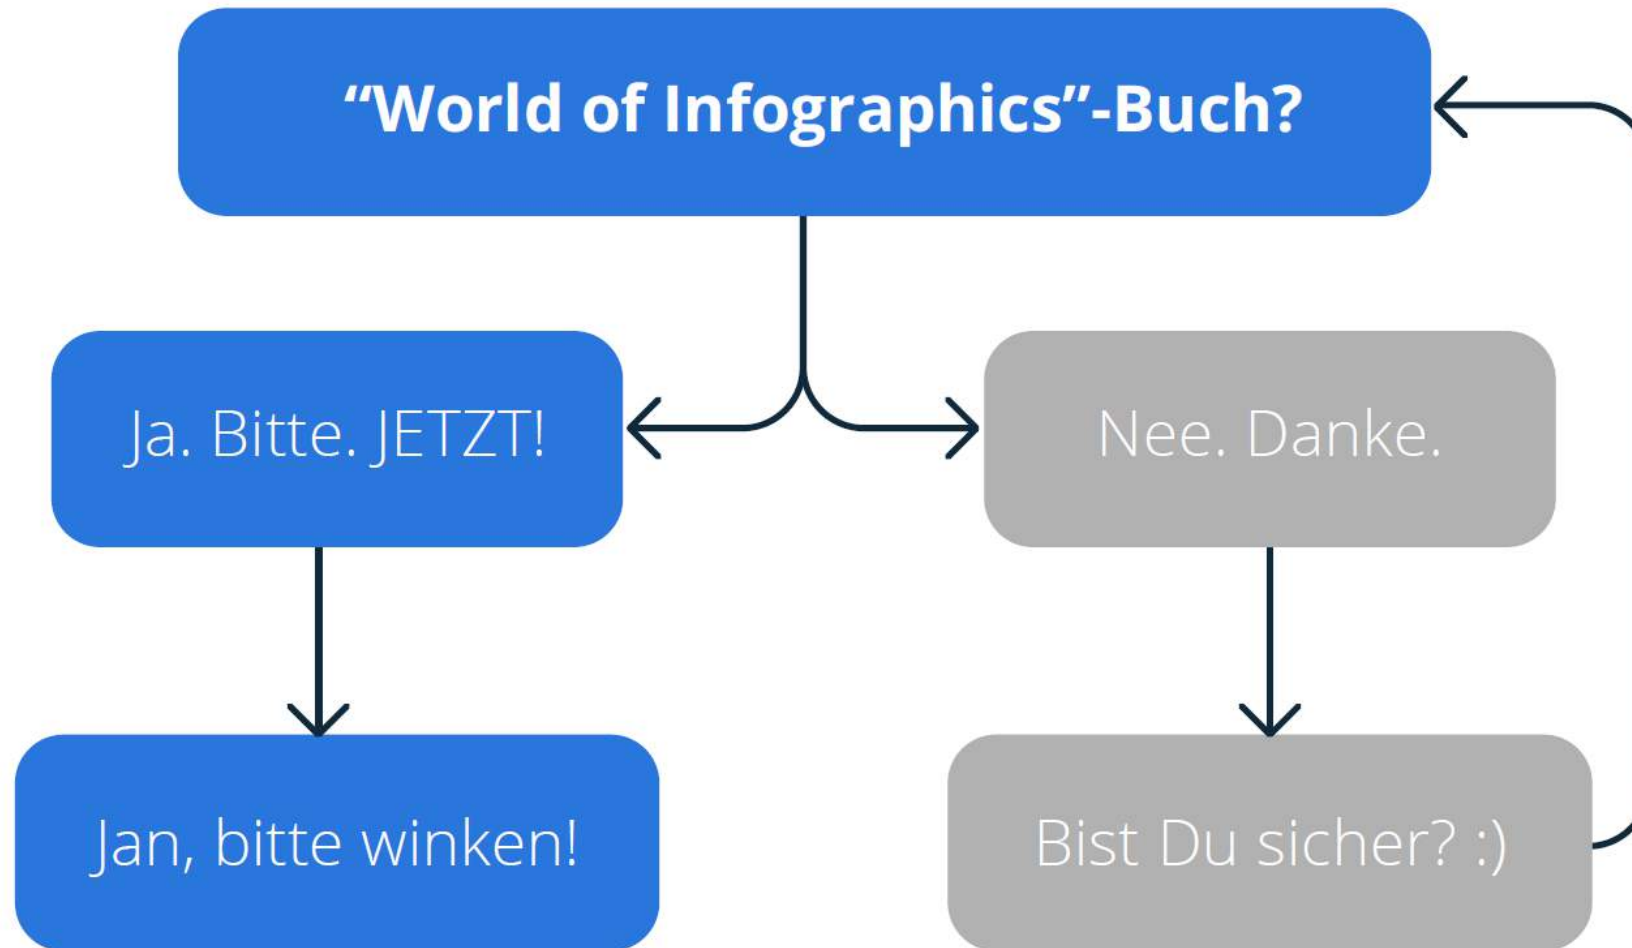 “World of Infographics”-Buch?
Ja. Bitte. JETZT!
Nee. Danke.
Jan, bitte winken!
Bist Du sicher? :)